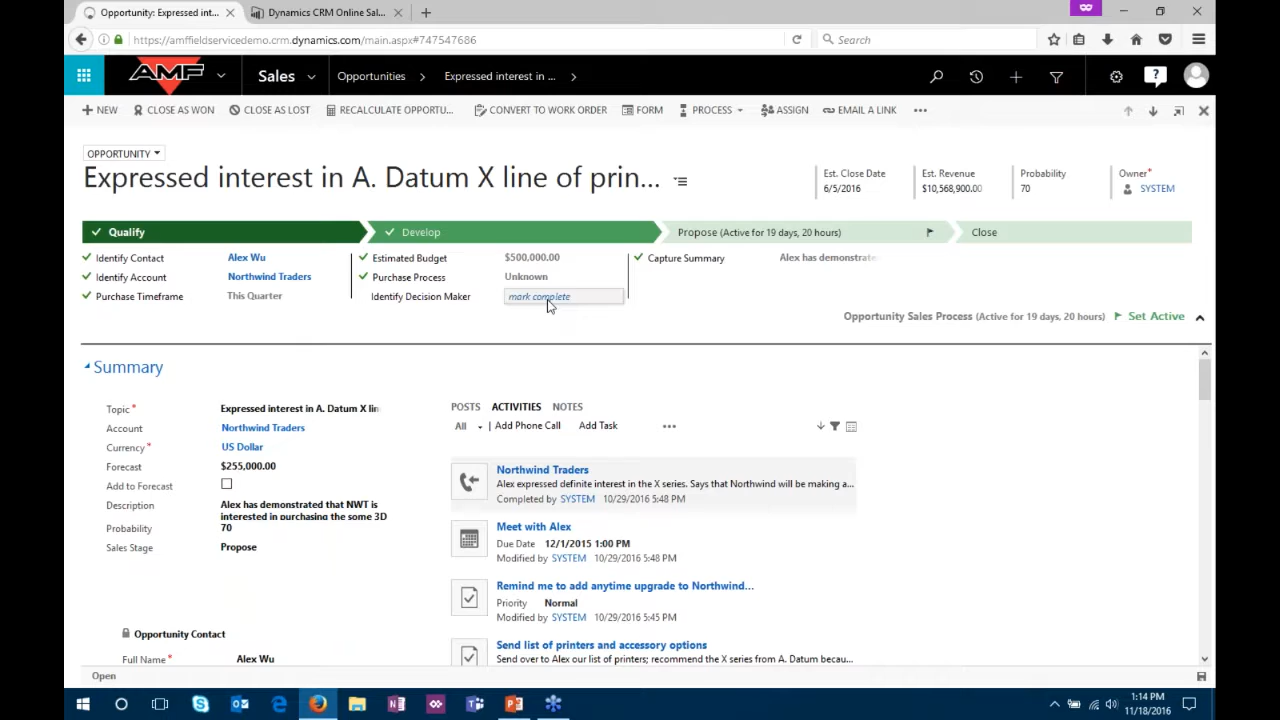 Opportunity: Expressed int...
Dynamics CRM Online Sal...
https://amffieldservicedemo.crm.dynamics.com/main.aspx#747547686
Search
AMF
Sales
Opportunities
Expressed interest in ...
NEW
CLOSE AS WON
CLOSE AS LOST
RECALCULATE OPPORTU...
CONVERT TO WORK ORDER
FORM
PROCESS
ASSIGN
EMAIL A LINK
OPPORTUNITY
Expressed interest in A. Datum X line of prin...
Est. Close Date
6/5/2016
Est. Revenue
$10,568,900.00
Probability
70
Owner*
SYSTEM
Qualify
Develop
Propose (Active for 19 days, 20 hours)
Close
Identify Contact Alex Wu
Identify Account Northwind Traders
Purchase Timeframe This Quarter
Estimated Budget $500,000.00
Purchase Process Unknown
Identify Decision Maker mark complete
Capture Summary Alex has demonstrate
Opportunity Sales Process (Active for 19 days, 20 hours) Set Active
Summary
Topic* Expressed interest in A. Datum X lin
Account Northwind Traders
Currency* US Dollar
Forecast $255,000.00
Add to Forecast
Description Alex has demonstrated that NWT is
interested in purchasing the some 3D
Probability 70
Sales Stage Propose
Opportunity Contact
Full Name* Alex Wu
POSTS ACTIVITIES NOTES
All | Add Phone Call Add Task ...
Northwind Traders
Alex expressed definite interest in the X series. Says that Northwind will be making a...
Completed by SYSTEM 10/29/2016 5:48 PM
Meet with Alex
Due Date 12/1/2015 1:00 PM
Modified by SYSTEM 10/29/2016 5:48 PM
Remind me to add anytime upgrade to Northwind...
Priority Normal
Modified by SYSTEM 10/29/2016 5:45 PM
Send list of printers and accessory options
Send over to Alex our list of printers; recommend the X series from A. Datum becau...
Open
1:14 PM
11/18/2016